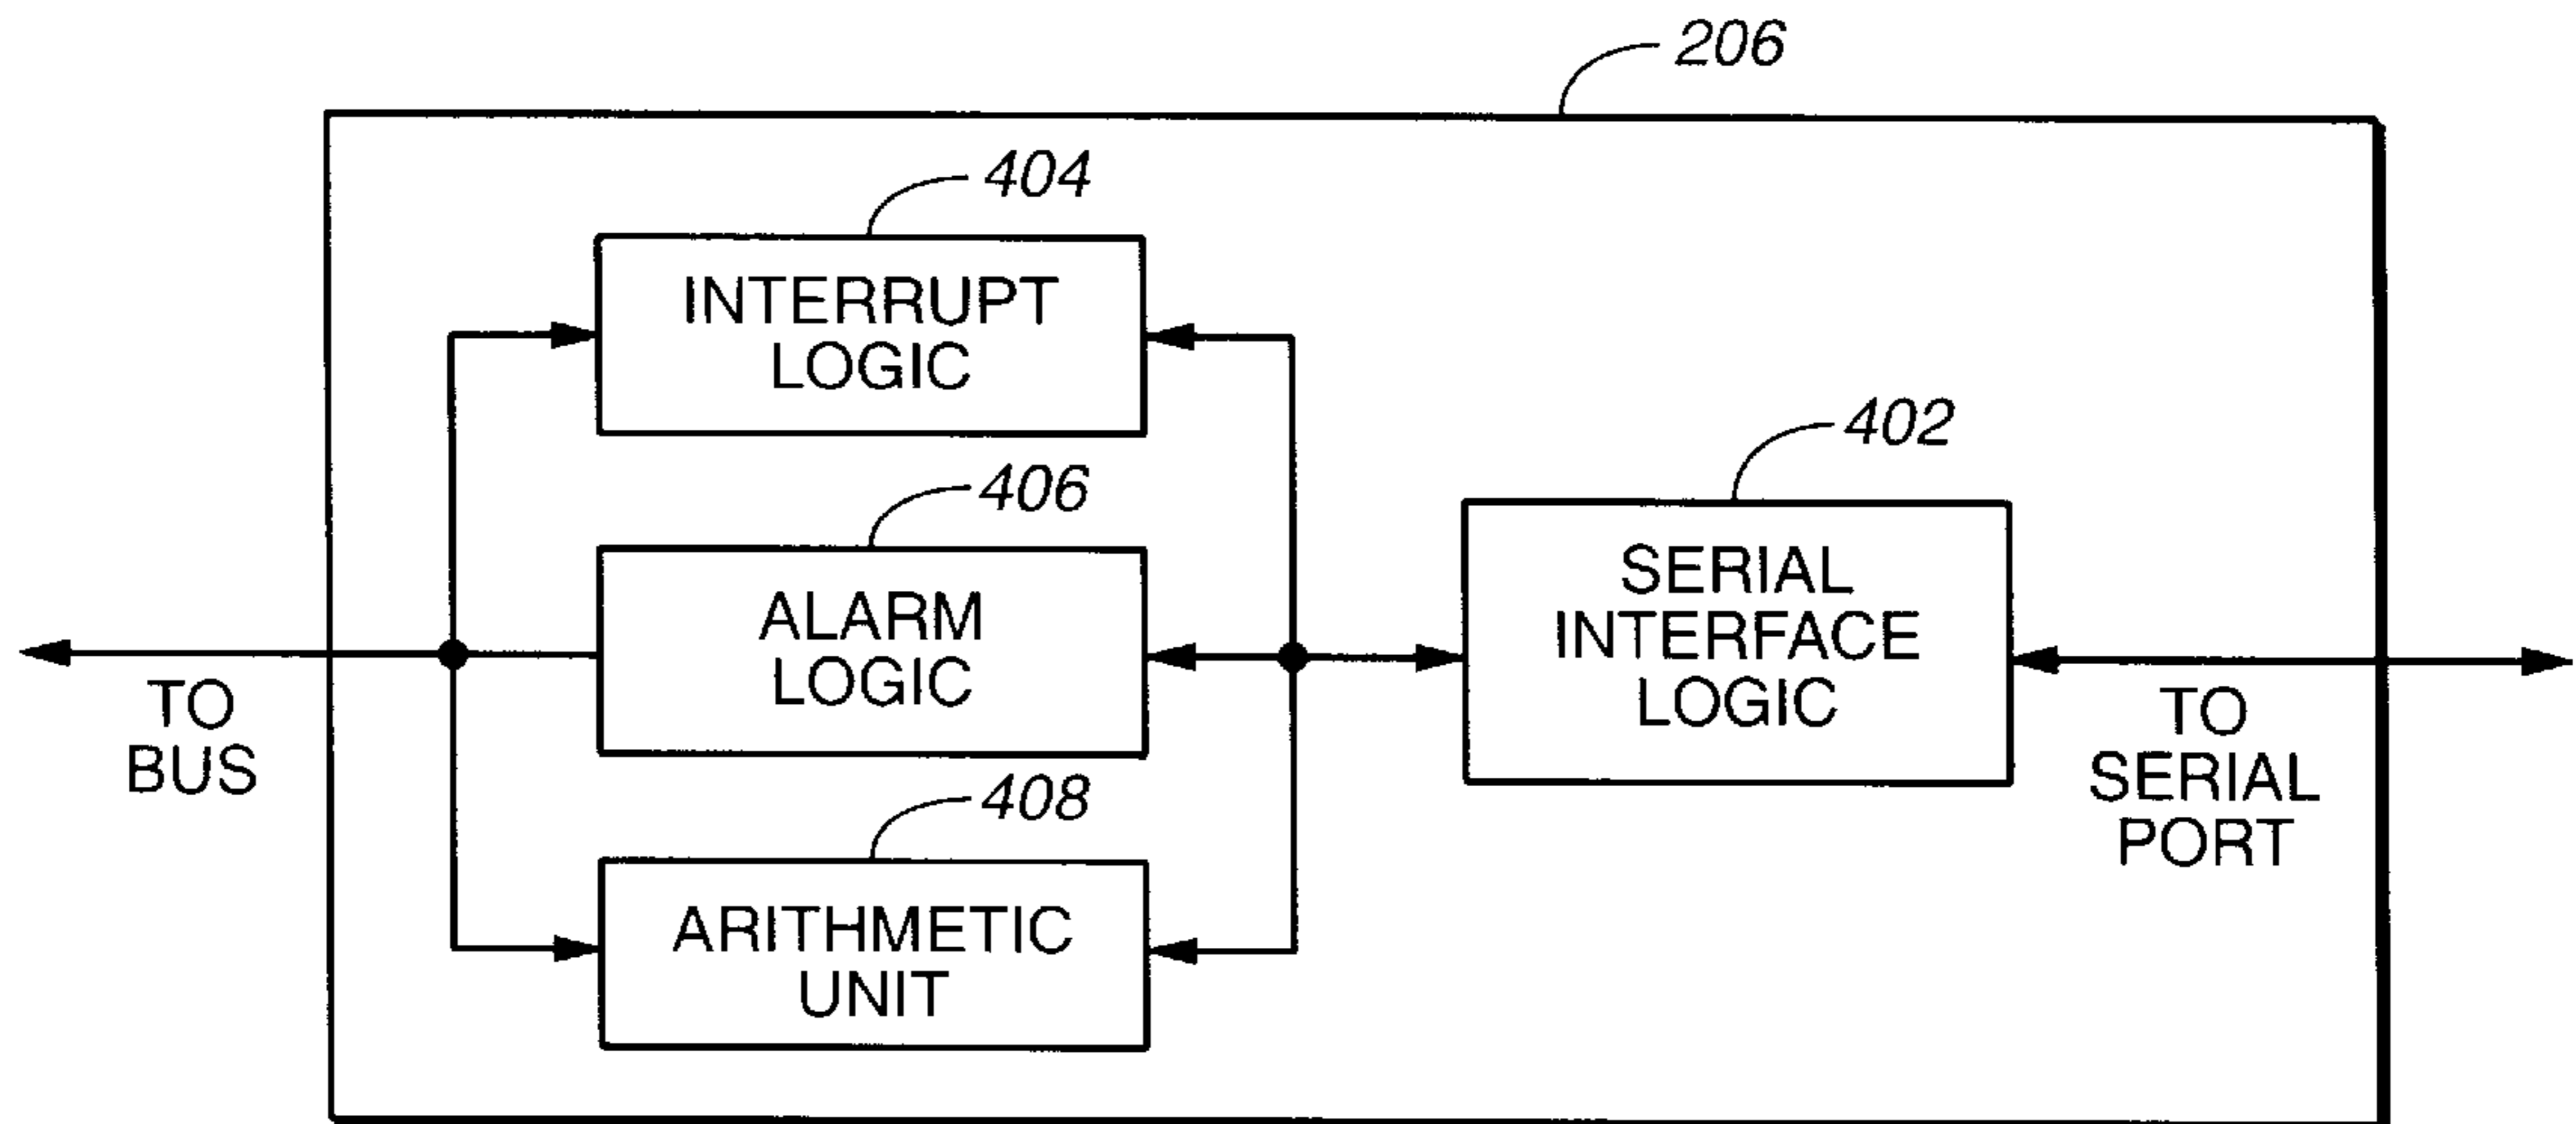 206
404
INTERRUPT
LOGIC
402
406
SERIAL
INTERFACE
LOGIC
ALARM
LOGIC
TO
BUS
TO
SERIAL
PORT
408
ARITHMETIC
UNIT